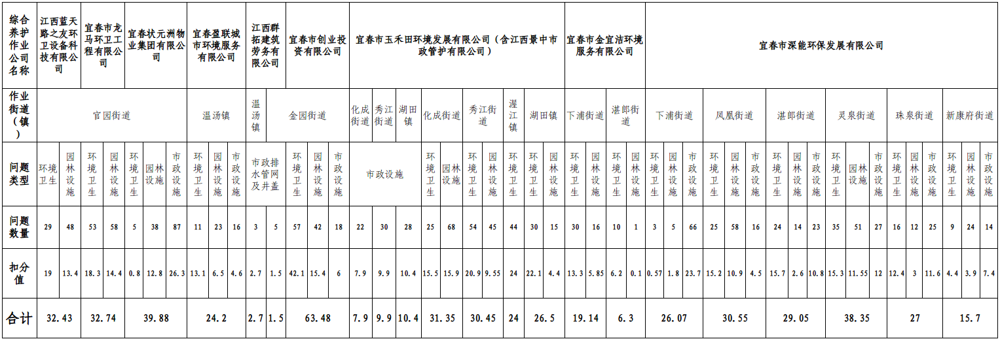 综合养护作业公司名称 江西蓝天路之友环卫设备科技有限公司 宜春市龙马环卫工程有限公司 宜春状元洲物业集团有限公司 宜春盈联城市环境服务有限公司 江西群拓建筑劳务有限公司 宜春市创业投资有限公司 宜春市玉禾田环境发展有限公司（含江西景中市政管护有限公司） 宜春市金宜洁环境服务有限公司 宜春市深能环保发展有限公司
作业街道（镇） 官园街道 温汤镇 温汤镇 金园街道 化成街道 秀江街道 湖田镇 化成街道 秀江街道 渥江镇 湖田镇 下浦街道 湛郎街道 下浦街道 凤凰街道 湛郎街道 灵泉街道 珠泉街道 新康府街道
问题类型 环境卫生 园林设施 环境卫生 园林设施 环境卫生 园林设施 市政设施 环境卫生 园林设施 市政设施 市政排水管网及井盖 环境卫生 园林设施 市政设施 市政设施 环境卫生 园林设施 环境卫生 园林设施 环境卫生 环境卫生 园林设施 环境卫生 园林设施 环境卫生 园林设施 环境卫生 园林设施 市政设施 环境卫生 园林设施 市政设施 环境卫生 园林设施 市政设施 环境卫生 园林设施 市政设施 环境卫生 园林设施 市政设施 环境卫生 园林设施 市政设施
问题数量 29 48 53 58 5 38 87 11 23 16 3 5 57 42 18 22 30 28 25 68 54 45 44 30 15 30 16 10 1 3 5 66 25 58 16 24 14 23 35 51 27 16 12 25 9 24 14
扣分值 19 13.4 18.3 14.4 0.8 12.8 26.3 13.1 6.5 4.6 2.7 1.5 42.1 15.4 6 7.9 9.9 10.4 15.5 15.9 20.9 9.55 24 22.1 4.4 13.3 5.85 6.2 0.1 0.57 1.8 23.7 15.2 10.9 4.5 15.7 2.6 10.8 15.3 11.55 12 12.4 3 11.6 4.4 3.9 7.4
合计 32.43 32.74 39.88 24.2 2.7 1.5 63.48 7.9 9.9 10.4 31.35 30.45 24 26.5 19.14 6.3 26.07 30.55 29.05 38.35 27 15.7